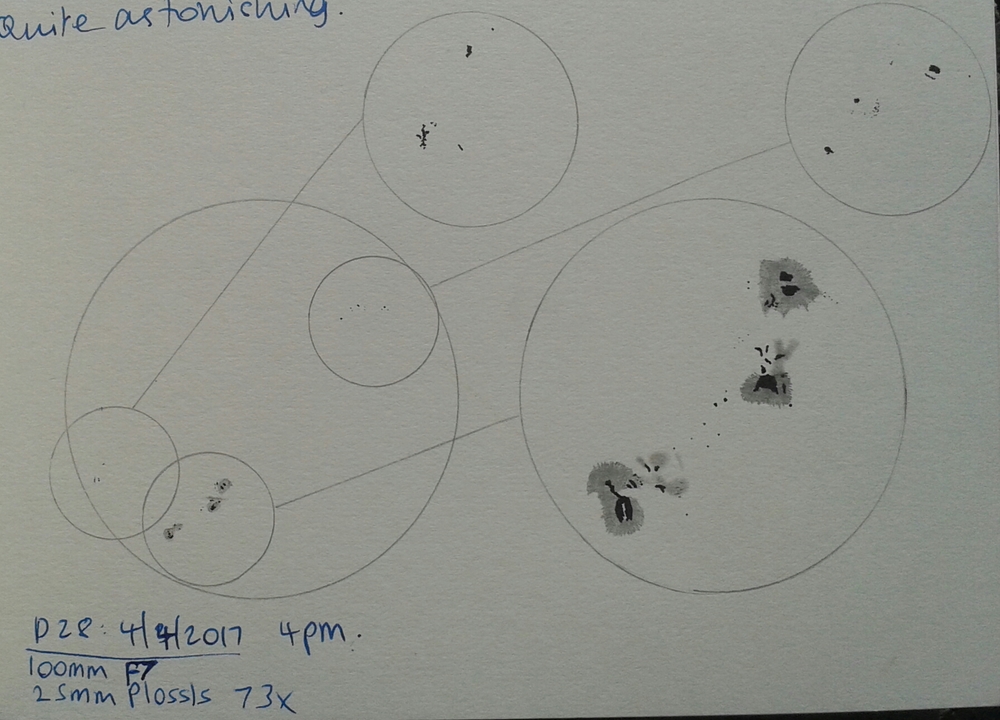 Quite astonishing.
D28: 4/4/2017 4pm.
100mm F7
25mm Plossls 73x